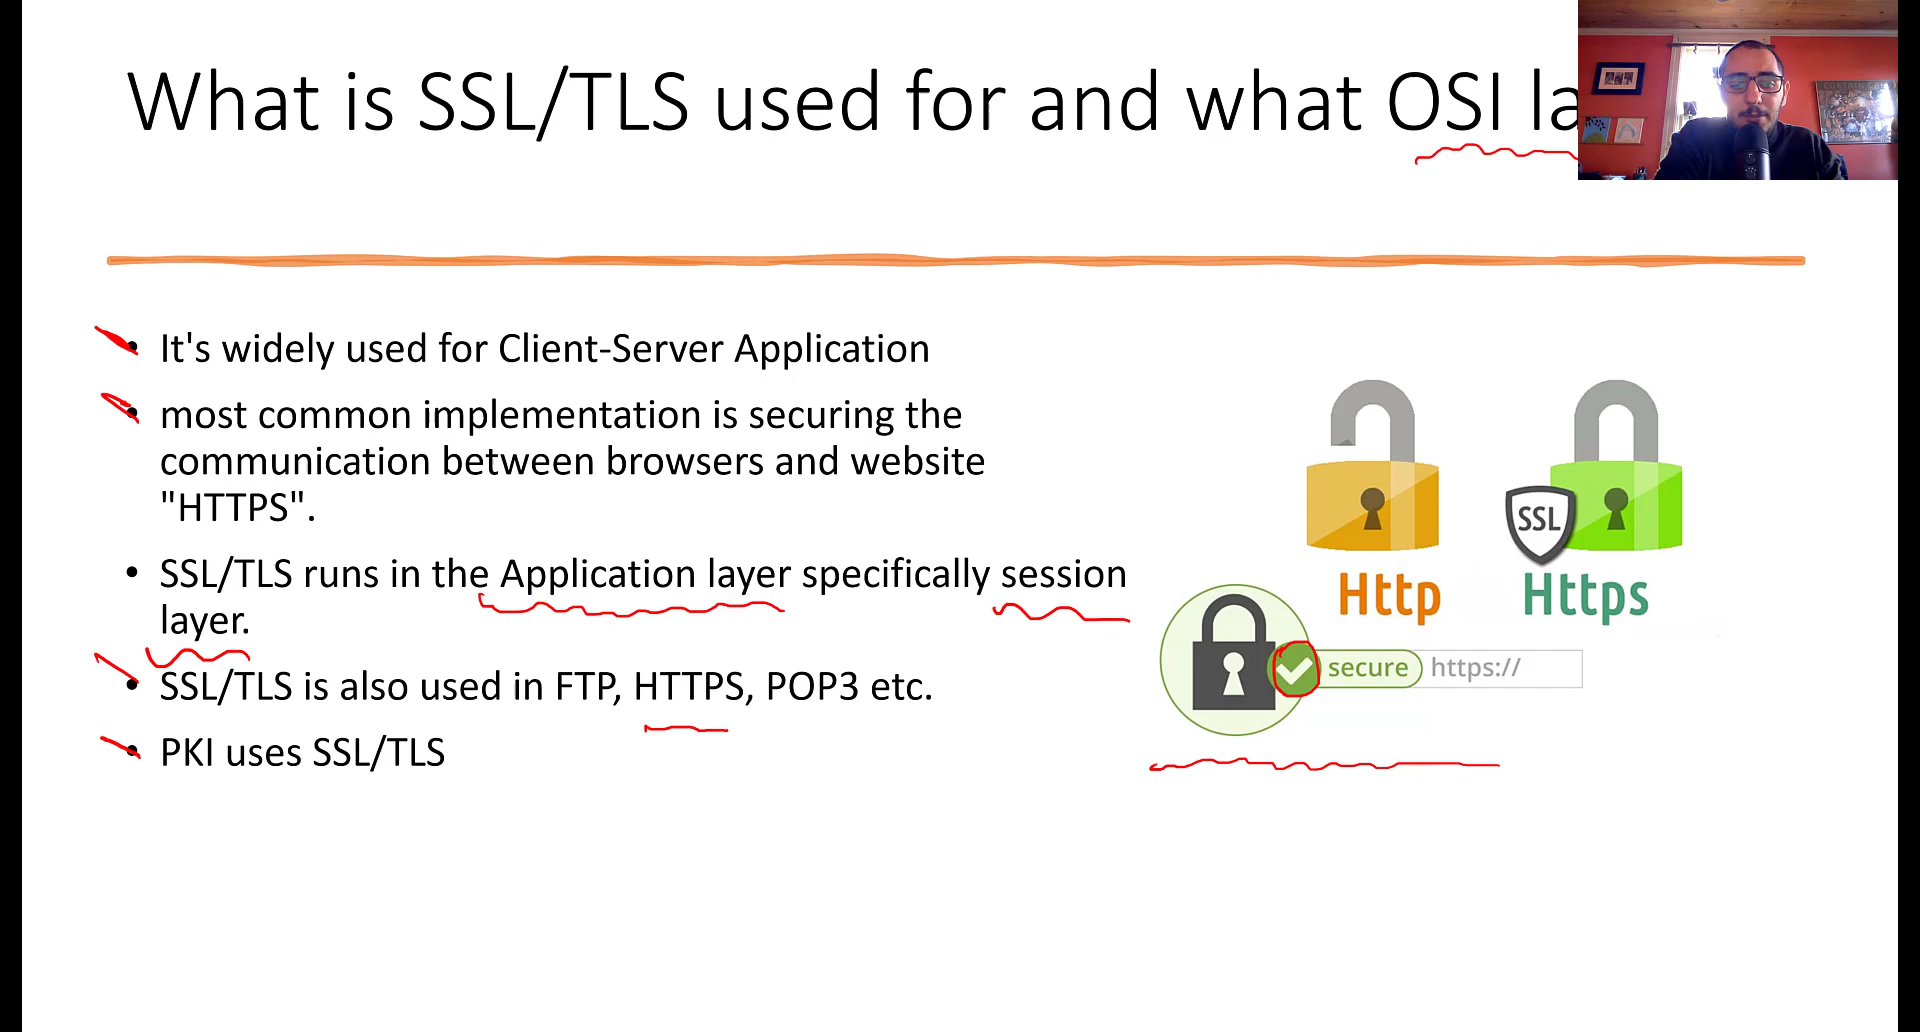 What is SSL/TLS used for and what OSI la
• It's widely used for Client-Server Application
• most common implementation is securing the
communication between browsers and website
"HTTPS".
• SSL/TLS runs in the Application layer specifically session
layer.
• SSL/TLS is also used in FTP, HTTPS, POP3 etc.
• PKI uses SSL/TLS
SSL
Http
Https
secure https://